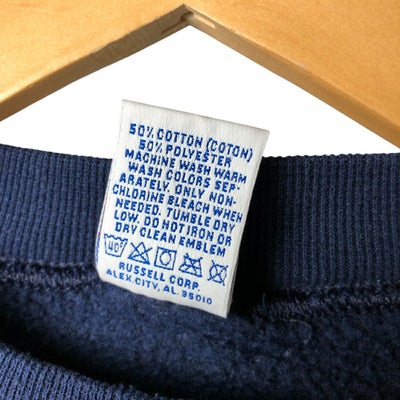 50% COTTON (COTON)
50% POLYESTER
MACHINE WASH WARM
WASH COLORS SEP-
ARATELY. ONLY NON-
CHLORINE BLEACH WHEN
NEEDED. TUMBLE DRY
LOW. DO NOT IRON OR
DRY CLEAN EMBLEM
40
RUSSELL CORP.
ALEX.CITY, AL. 35010